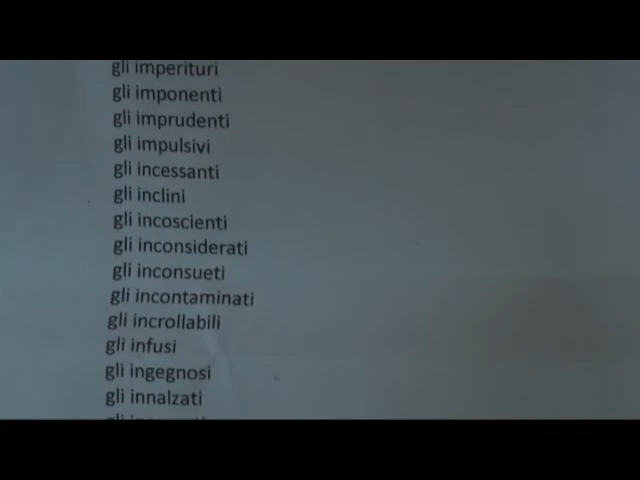 gli imperituri
gli imponenti
gli imprudenti
gli impulsivi
gli incessanti
gli inclini
gli incoscienti
gli inconsiderati
gli inconsueti
gli incontaminati
gli incrollabili
gli infusi
gli ingegnosi
gli innalzati
gli